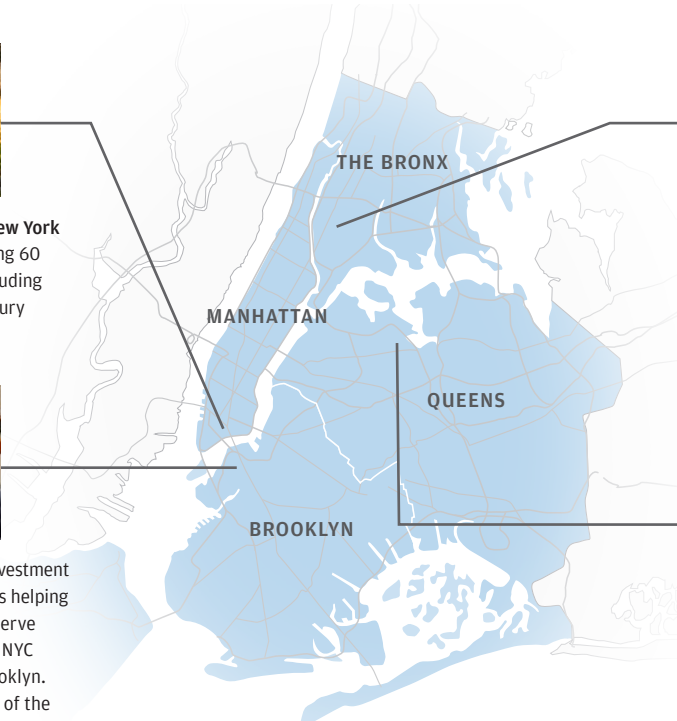 THE BRONX
ew York
ng 60
uding
ury
MANHATTAN
QUEENS
BROOKLYN
vestment
s helping
erve
NYC
oklyn.
of the